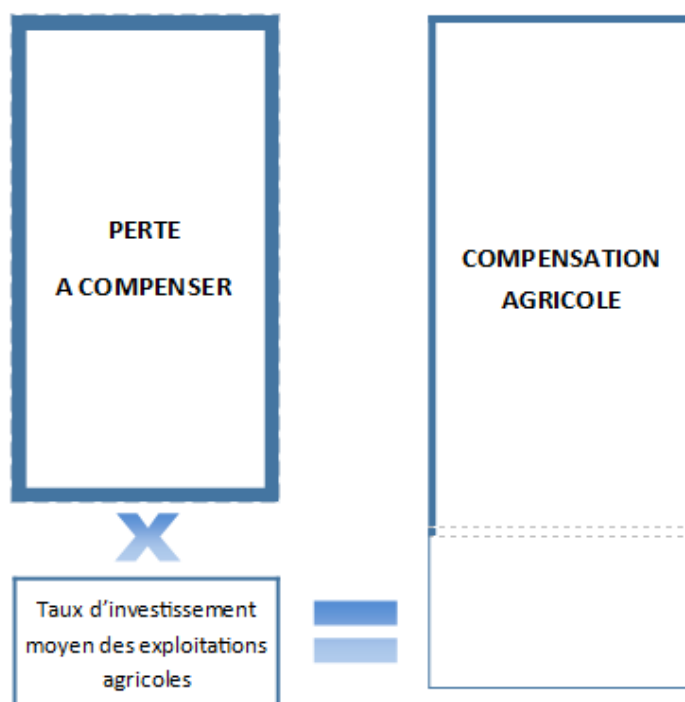 PERTE
A COMPENSER
X
Taux d'investissement
moyen des exploitations
agricoles
=
COMPENSATION
AGRICOLE